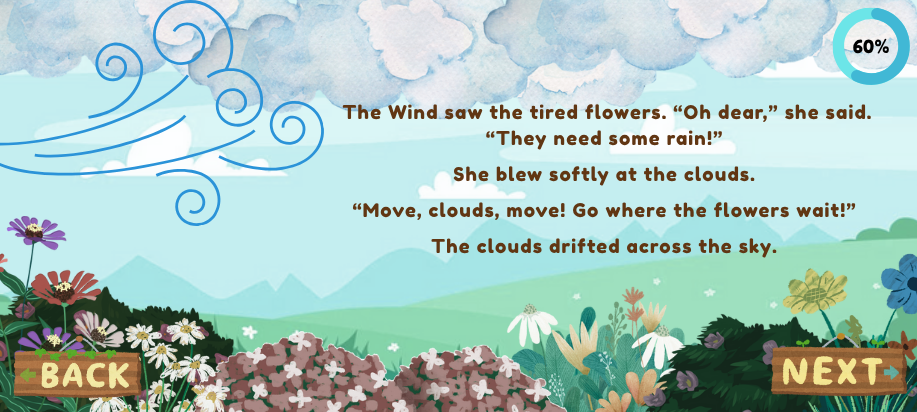 60%
The Wind saw the tired flowers. “Oh dear,” she said.
“They need some rain!”
She blew softly at the clouds.
“Move, clouds, move! Go where the flowers wait!”
The clouds drifted across the sky.
BACK
NEXT